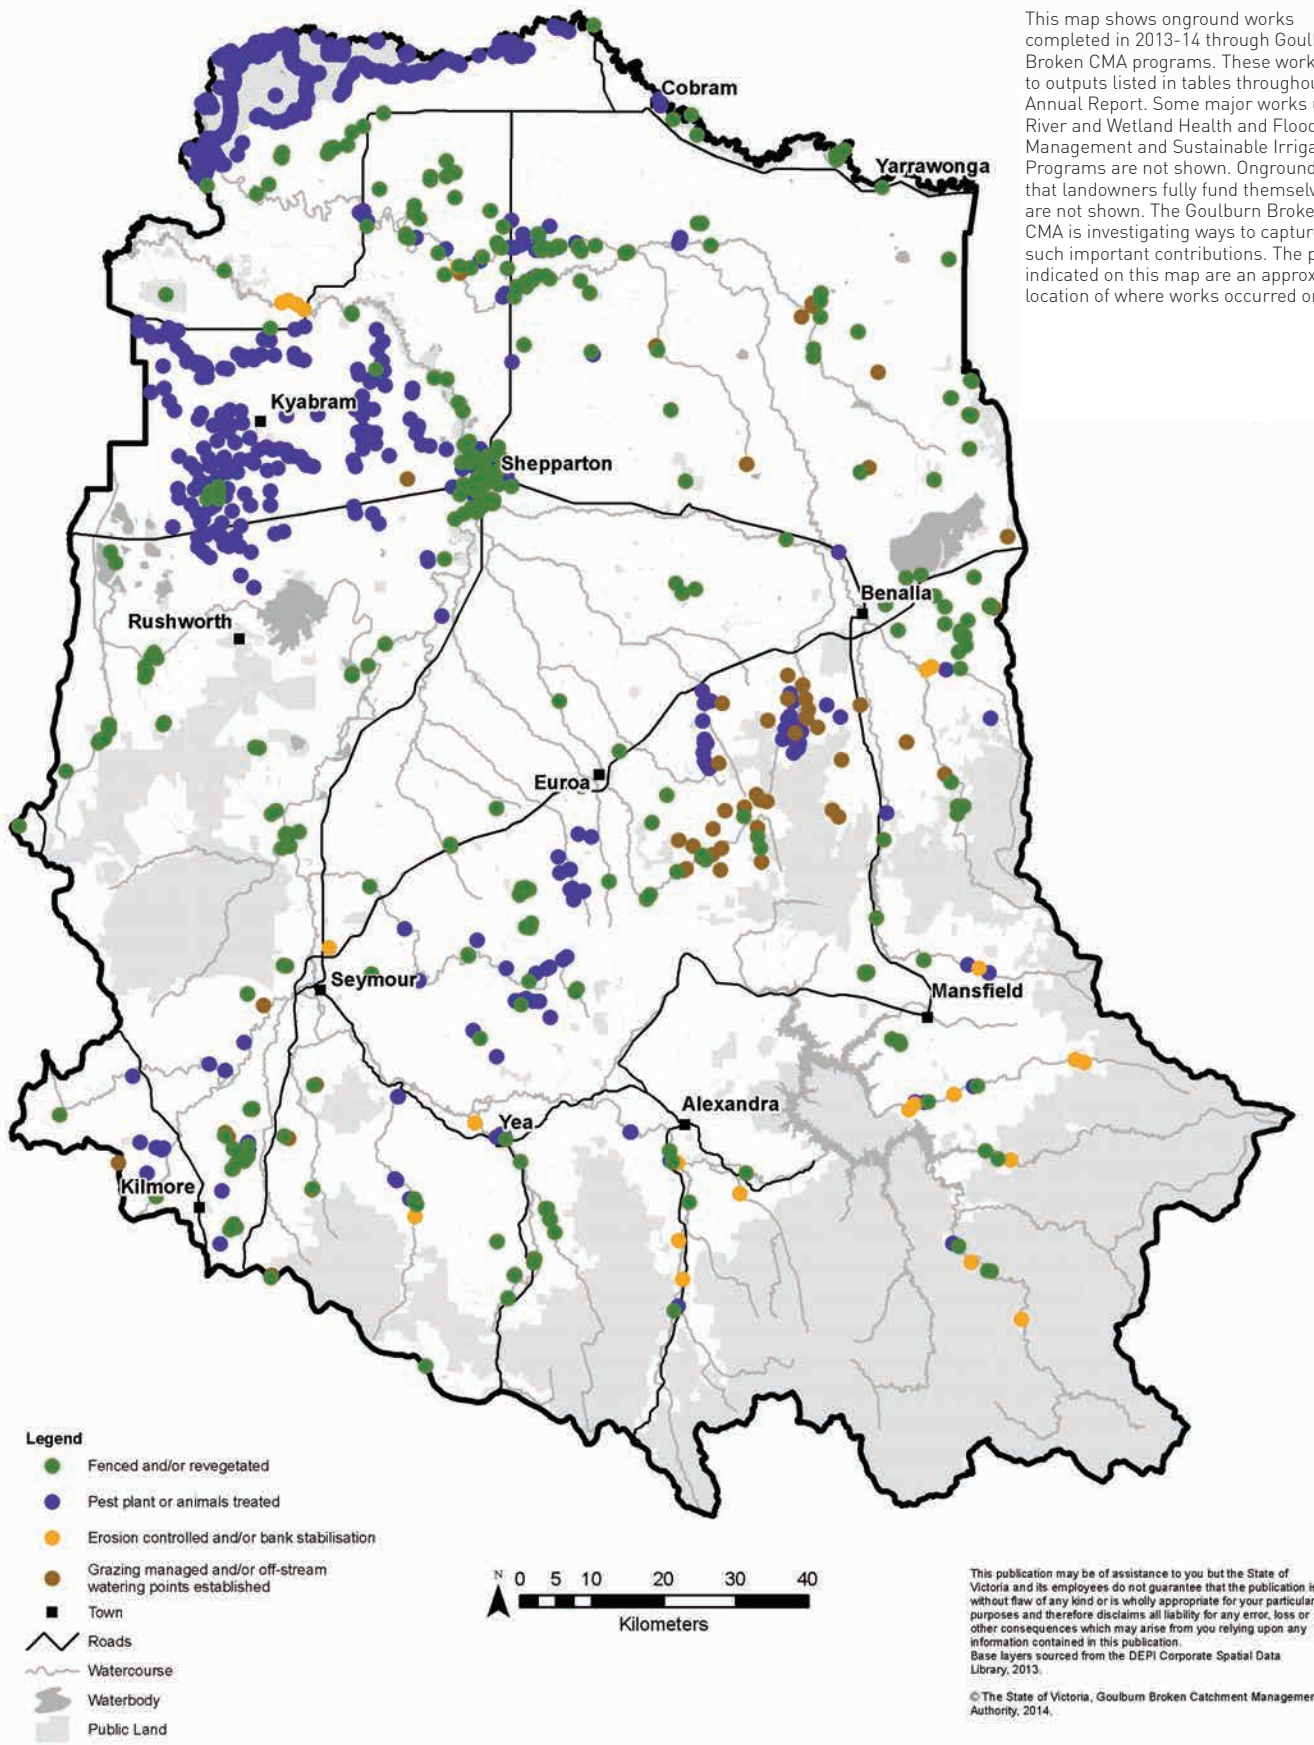 This map shows onground works
completed in 2013-14 through Goul
Broken CMA programs. These work
to outputs listed in tables througho
Annual Report. Some major works
River and Wetland Health and Flood
Management and Sustainable Irriga
Programs are not shown. Onground
that landowners fully fund themsel
are not shown. The Goulburn Broke
CMA is investigating ways to captur
such important contributions. The p
indicated on this map are an approx
location of where works occurred o
Cobram
Yarrawonga
Kyabram
Shepparton
Benalla
Rushworth
Euroa
Seymour
Mansfield
Alexandra
Yea
Kilmore
Legend
Fenced and/or revegetated
Pest plant or animals treated
Erosion controlled and/or bank stabilisation
Grazing managed and/or off-stream
watering points established
Town
Roads
Watercourse
Waterbody
Public Land
N
0 5 10 20 30 40
Kilometers
This publication may be of assistance to you but the State of
Victoria and its employees do not guarantee that the publication is
without flaw of any kind or is wholly appropriate for your particular
purposes and therefore disclaims all liability for any error, loss or
other consequences which may arise from you relying upon any
information contained in this publication.
Base layers sourced from the DEPI Corporate Spatial Data
Library, 2013.
© The State of Victoria, Goulburn Broken Catchment Managemen
Authority, 2014.